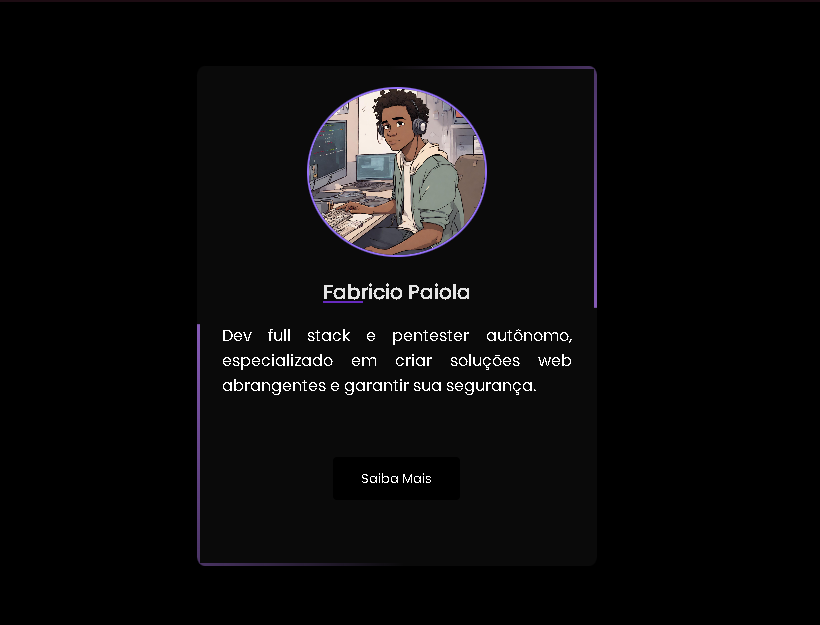 Fabricio Paiola
Dev full stack e pentester autônomo,
especializado em criar soluções web
abrangentes e garantir sua segurança.
Saiba Mais